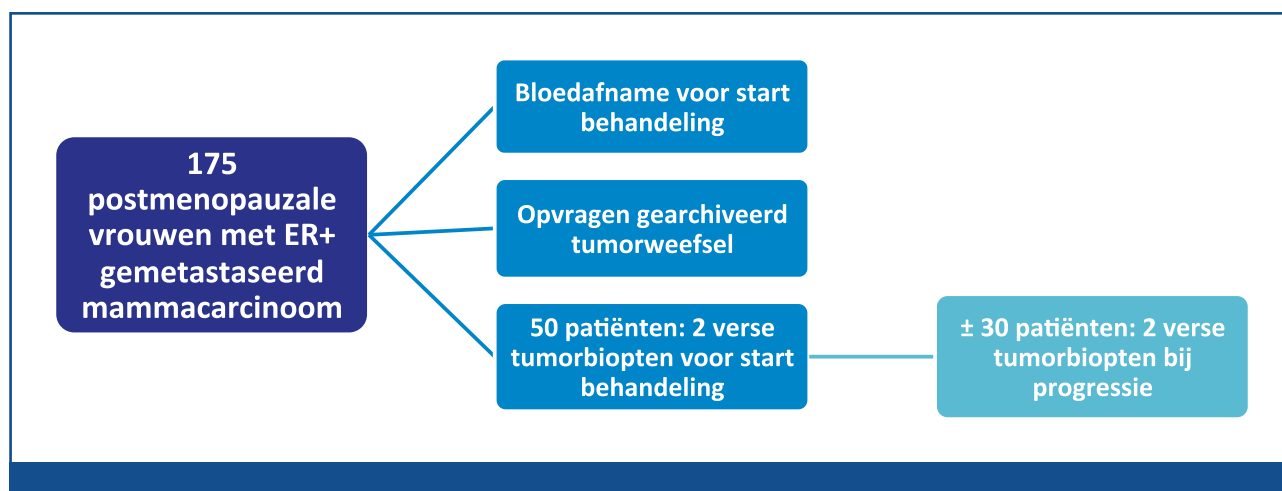 175
postmenopauzale
vrouwen met ER+
gemetastaseerd
mammacarcinoom
Bloedafname voor start
behandeling
Opvragen gearchiveerd
tumorweefsel
50 patiënten: 2 verse
tumorbiopten voor start
behandeling
± 30 patiënten: 2 verse
tumorbiopten bij
progressie